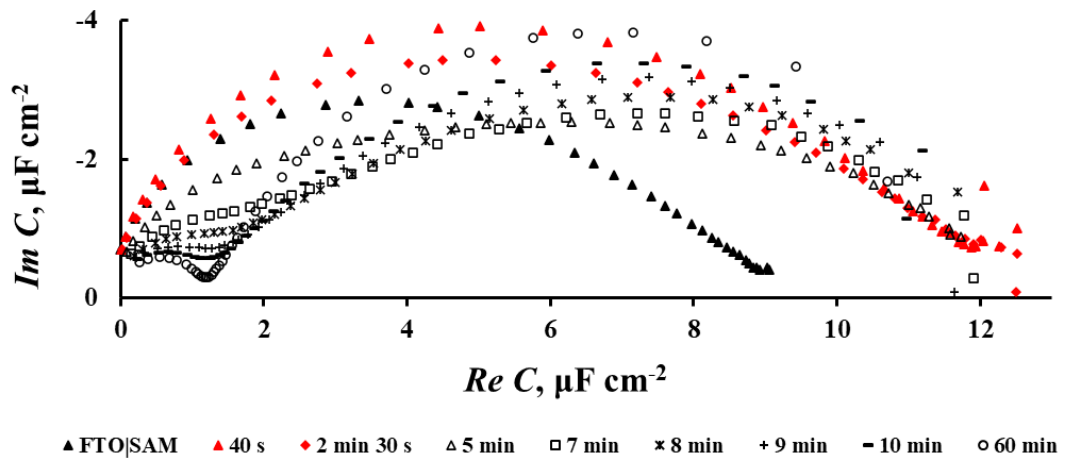 -4
-2
0
0 2 4 6 8 10 12
Im C, μF cm-2
Re C, μF cm-2
FTO|SAM 40 s 2 min 30 s 5 min 7 min 8 min 9 min 10 min 60 min